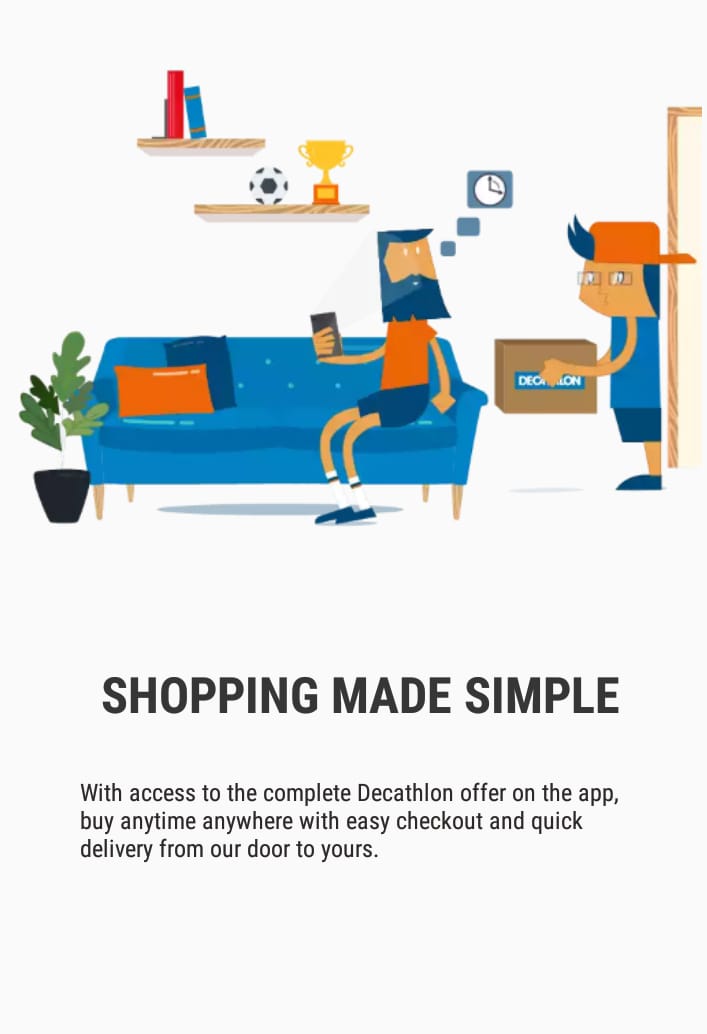 DECATHLON
SHOPPING MADE SIMPLE
With access to the complete Decathlon offer on the app,
buy anytime anywhere with easy checkout and quick
delivery from our door to yours.